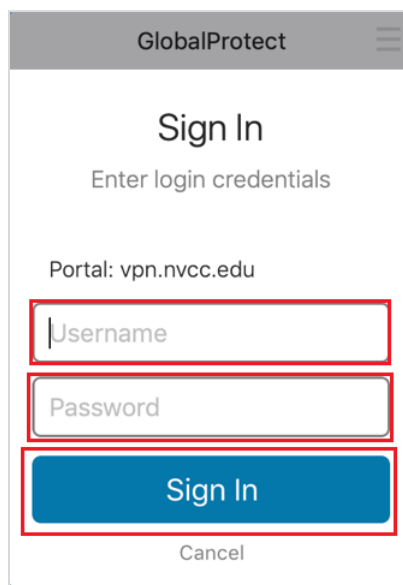 GlobalProtect
Sign In
Enter login credentials
Portal: vpn.nvcc.edu
Username
Password
Sign In
Cancel